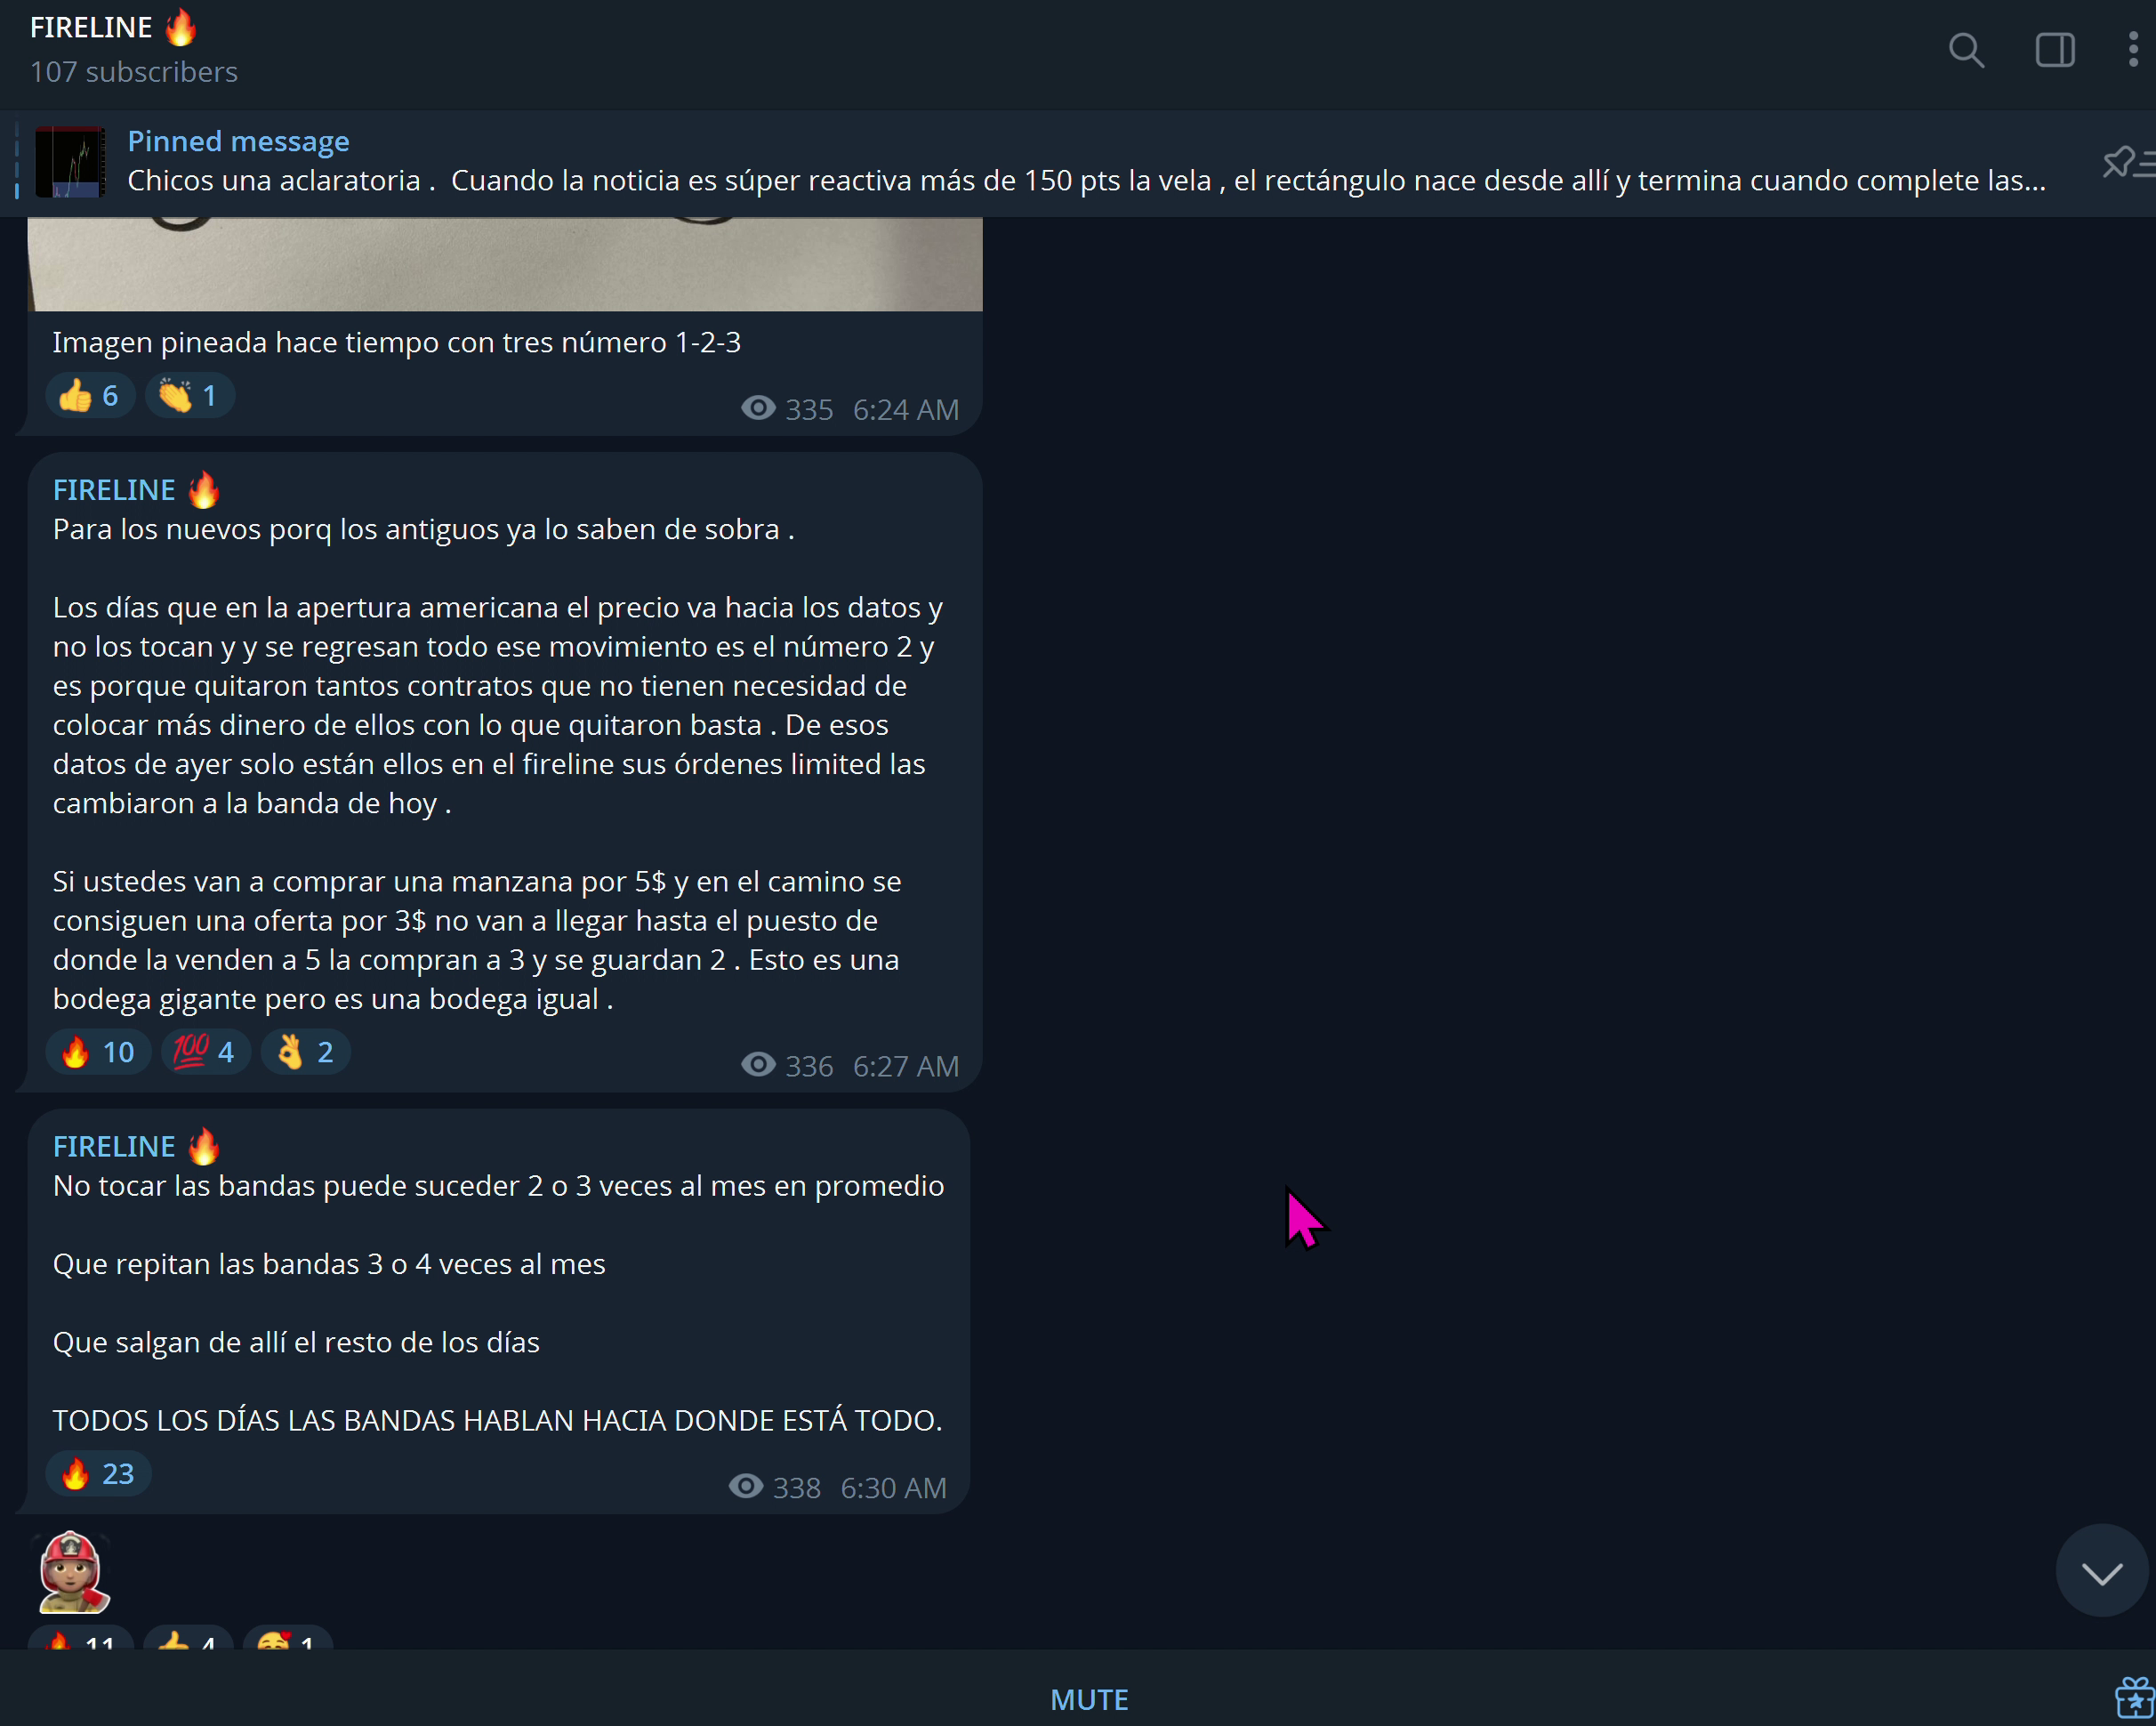 FIRELINE 🔥
107 subscribers
Pinned message
Chicos una aclaratoria .  Cuando la noticia es súper reactiva más de 150 pts la vela , el rectángulo nace desde allí y termina cuando complete las...
Imagen pineada hace tiempo con tres número 1-2-3
👍 6 👏 1
335 6:24 AM
FIRELINE 🔥
Para los nuevos porq los antiguos ya lo saben de sobra .
Los días que en la apertura americana el precio va hacia los datos y
no los tocan y y se regresan todo ese movimiento es el número 2 y
es porque quitaron tantos contratos que no tienen necesidad de
colocar más dinero de ellos con lo que quitaron basta . De esos
datos de ayer solo están ellos en el fireline sus órdenes limited las
cambiaron a la banda de hoy .
Si ustedes van a comprar una manzana por 5$ y en el camino se
consiguen una oferta por 3$ no van a llegar hasta el puesto de
donde la venden a 5 la compran a 3 y se guardan 2 . Esto es una
bodega gigante pero es una bodega igual .
🔥 10 💯 4 👌 2
336 6:27 AM
FIRELINE 🔥
No tocar las bandas puede suceder 2 o 3 veces al mes en promedio
Que repitan las bandas 3 o 4 veces al mes
Que salgan de allí el resto de los días
TODOS LOS DÍAS LAS BANDAS HABLAN HACIA DONDE ESTÁ TODO.
🔥 23
338 6:30 AM
🔥 11 👍 4 🥰 1
MUTE